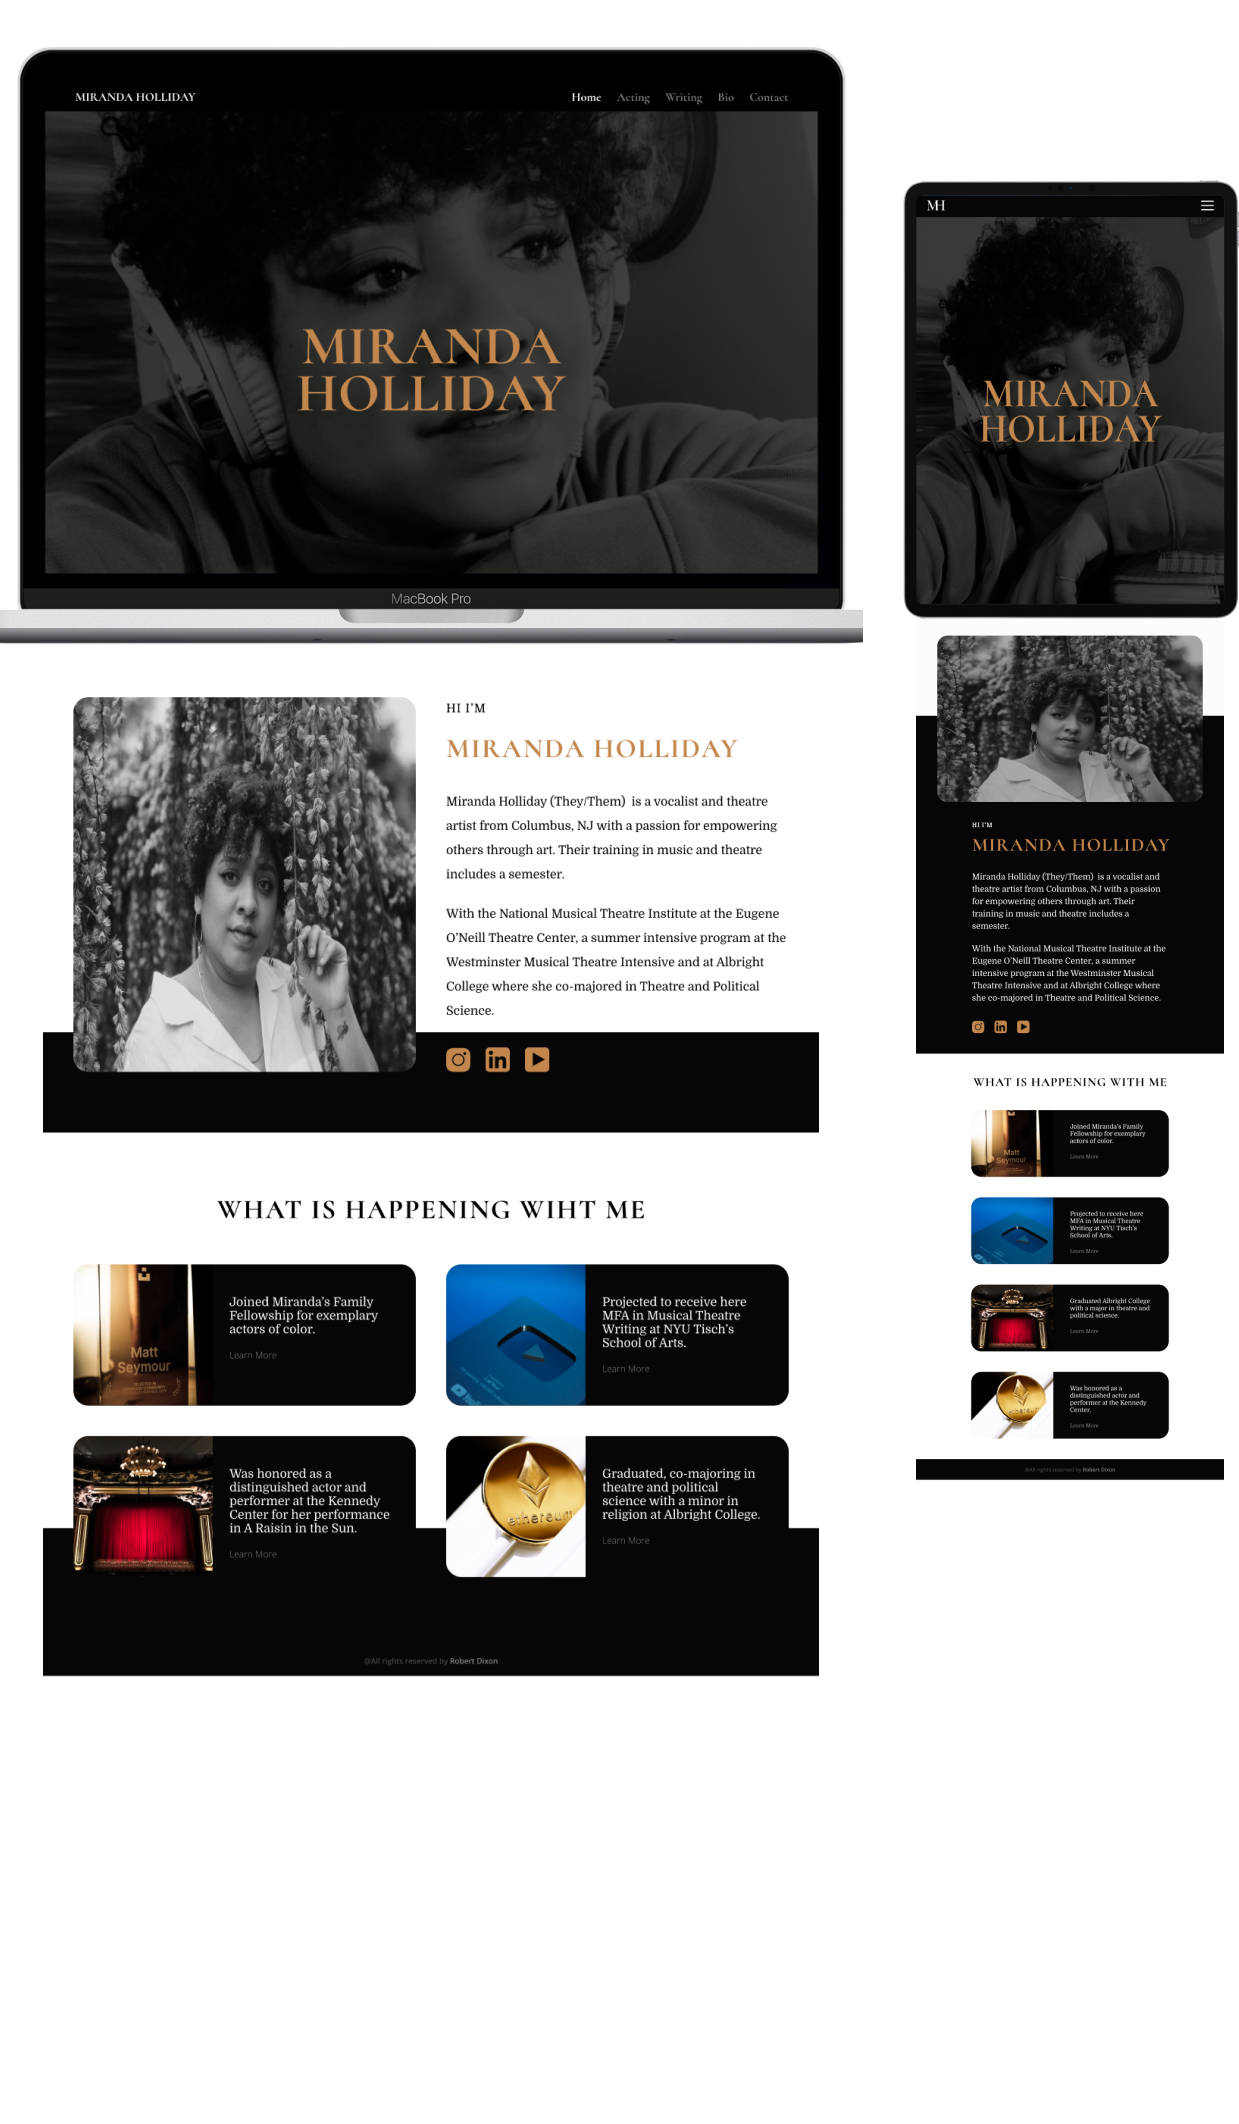 MIRANDA HOLLIDAY
Home Acting Writing Bio Contact
MIRANDA
HOLLIDAY
MacBook Pro
HI I'M
MIRANDA HOLLIDAY
Miranda Holliday (They/Them) is a vocalist and theatre
artist from Columbus, NJ with a passion for empowering
others through art. Their training in music and theatre
includes a semester.
With the National Musical Theatre Institute at the Eugene
O'Neill Theatre Center, a summer intensive program at the
Westminster Musical Theatre Intensive and at Albright
College where she co-majored in Theatre and Political
Science.
in
WHAT IS HAPPENING WIHT ME
Matt
Seymour
Joined Miranda's Family
Fellowship for exemplary
actors of color.
Learn More
Projected to receive here
MFA in Musical Theatre
Writing at NYU Tisch's
School of Arts.
Learn More
Was honored as a
distinguished actor and
performer at the Kennedy
Center for her performance
in A Raisin in the Sun.
Learn More
ethereum
Graduated, co-majoring in
theatre and political
science with a minor in
religion at Albright College.
Learn More
@All rights reserved by Robert Dixon
MH
MIRANDA
HOLLIDAY
HI I'M
MIRANDA HOLLIDAY
Miranda Holliday (They/Them) is a vocalist and
theatre artist from Columbus, NJ with a passion
for empowering others through art. Their
training in music and theatre includes a
semester.
With the National Musical Theatre Institute at the
Eugene O'Neill Theatre Center, a summer
intensive program at the Westminster Musical
Theatre Intensive and at Albright College where
she co-majored in Theatre and Political Science.
in
WHAT IS HAPPENING WITH ME
Matt
Seymour
Joined Miranda's Family
Fellowship for exemplary
actors of color.
Learn More
Projected to receive here
MFA in Musical Theatre
Writing at NYU Tisch's
School of Arts.
Learn More
Graduated Albright College
with a major in theatre and
political science.
Learn More
ethereum
Was honored as a
distinguished actor and
performer at the Kennedy
Center.
Learn More
@All rights reserved by Robert Dixon